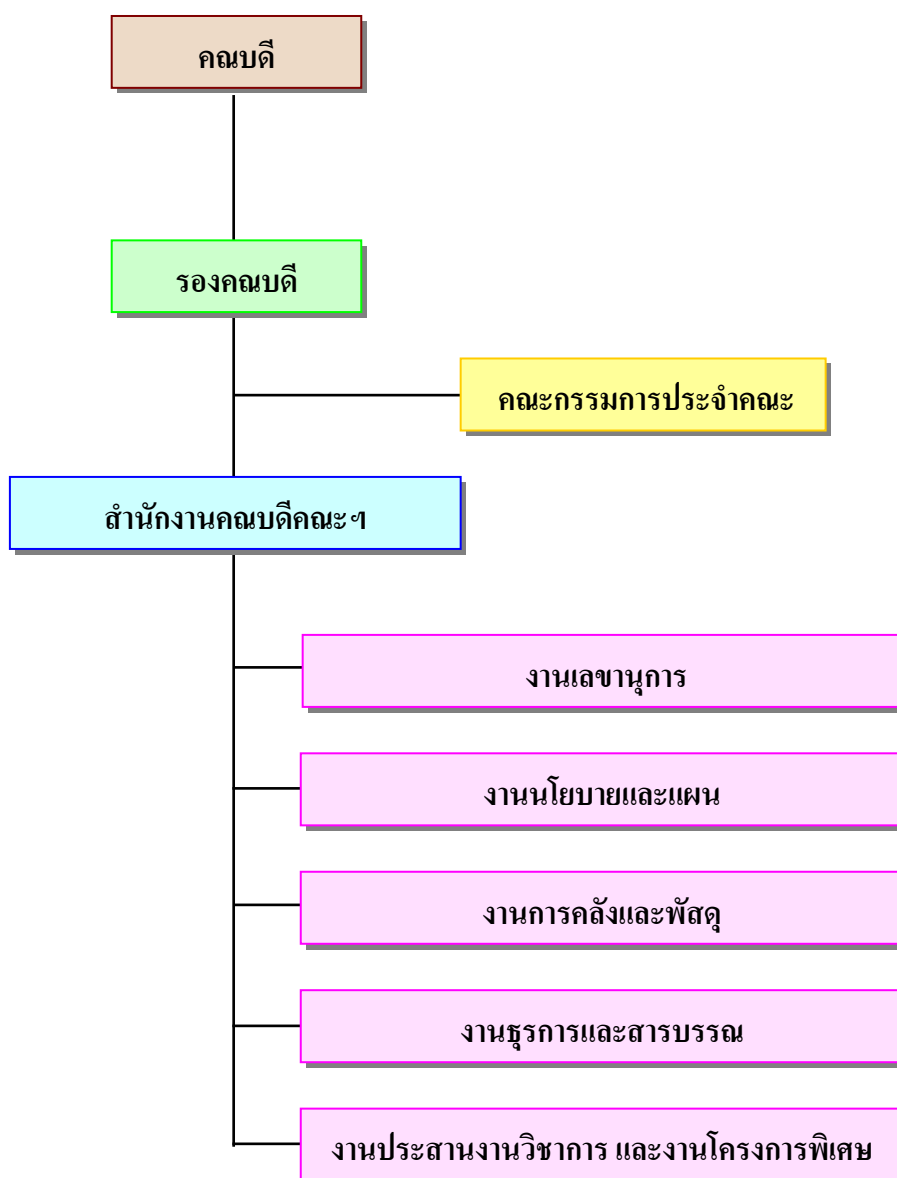 คณบดี
รองคณบดี
คณะกรรมการประจำคณะ
สำนักงานคณบดีคณะฯ
งานเลขานุการ
งานนโยบายและแผน
งานการคลังและพัสดุ
งานธุรการและสารบรรณ
งานประสานงานวิชาการ และงานโครงการพิเศษ